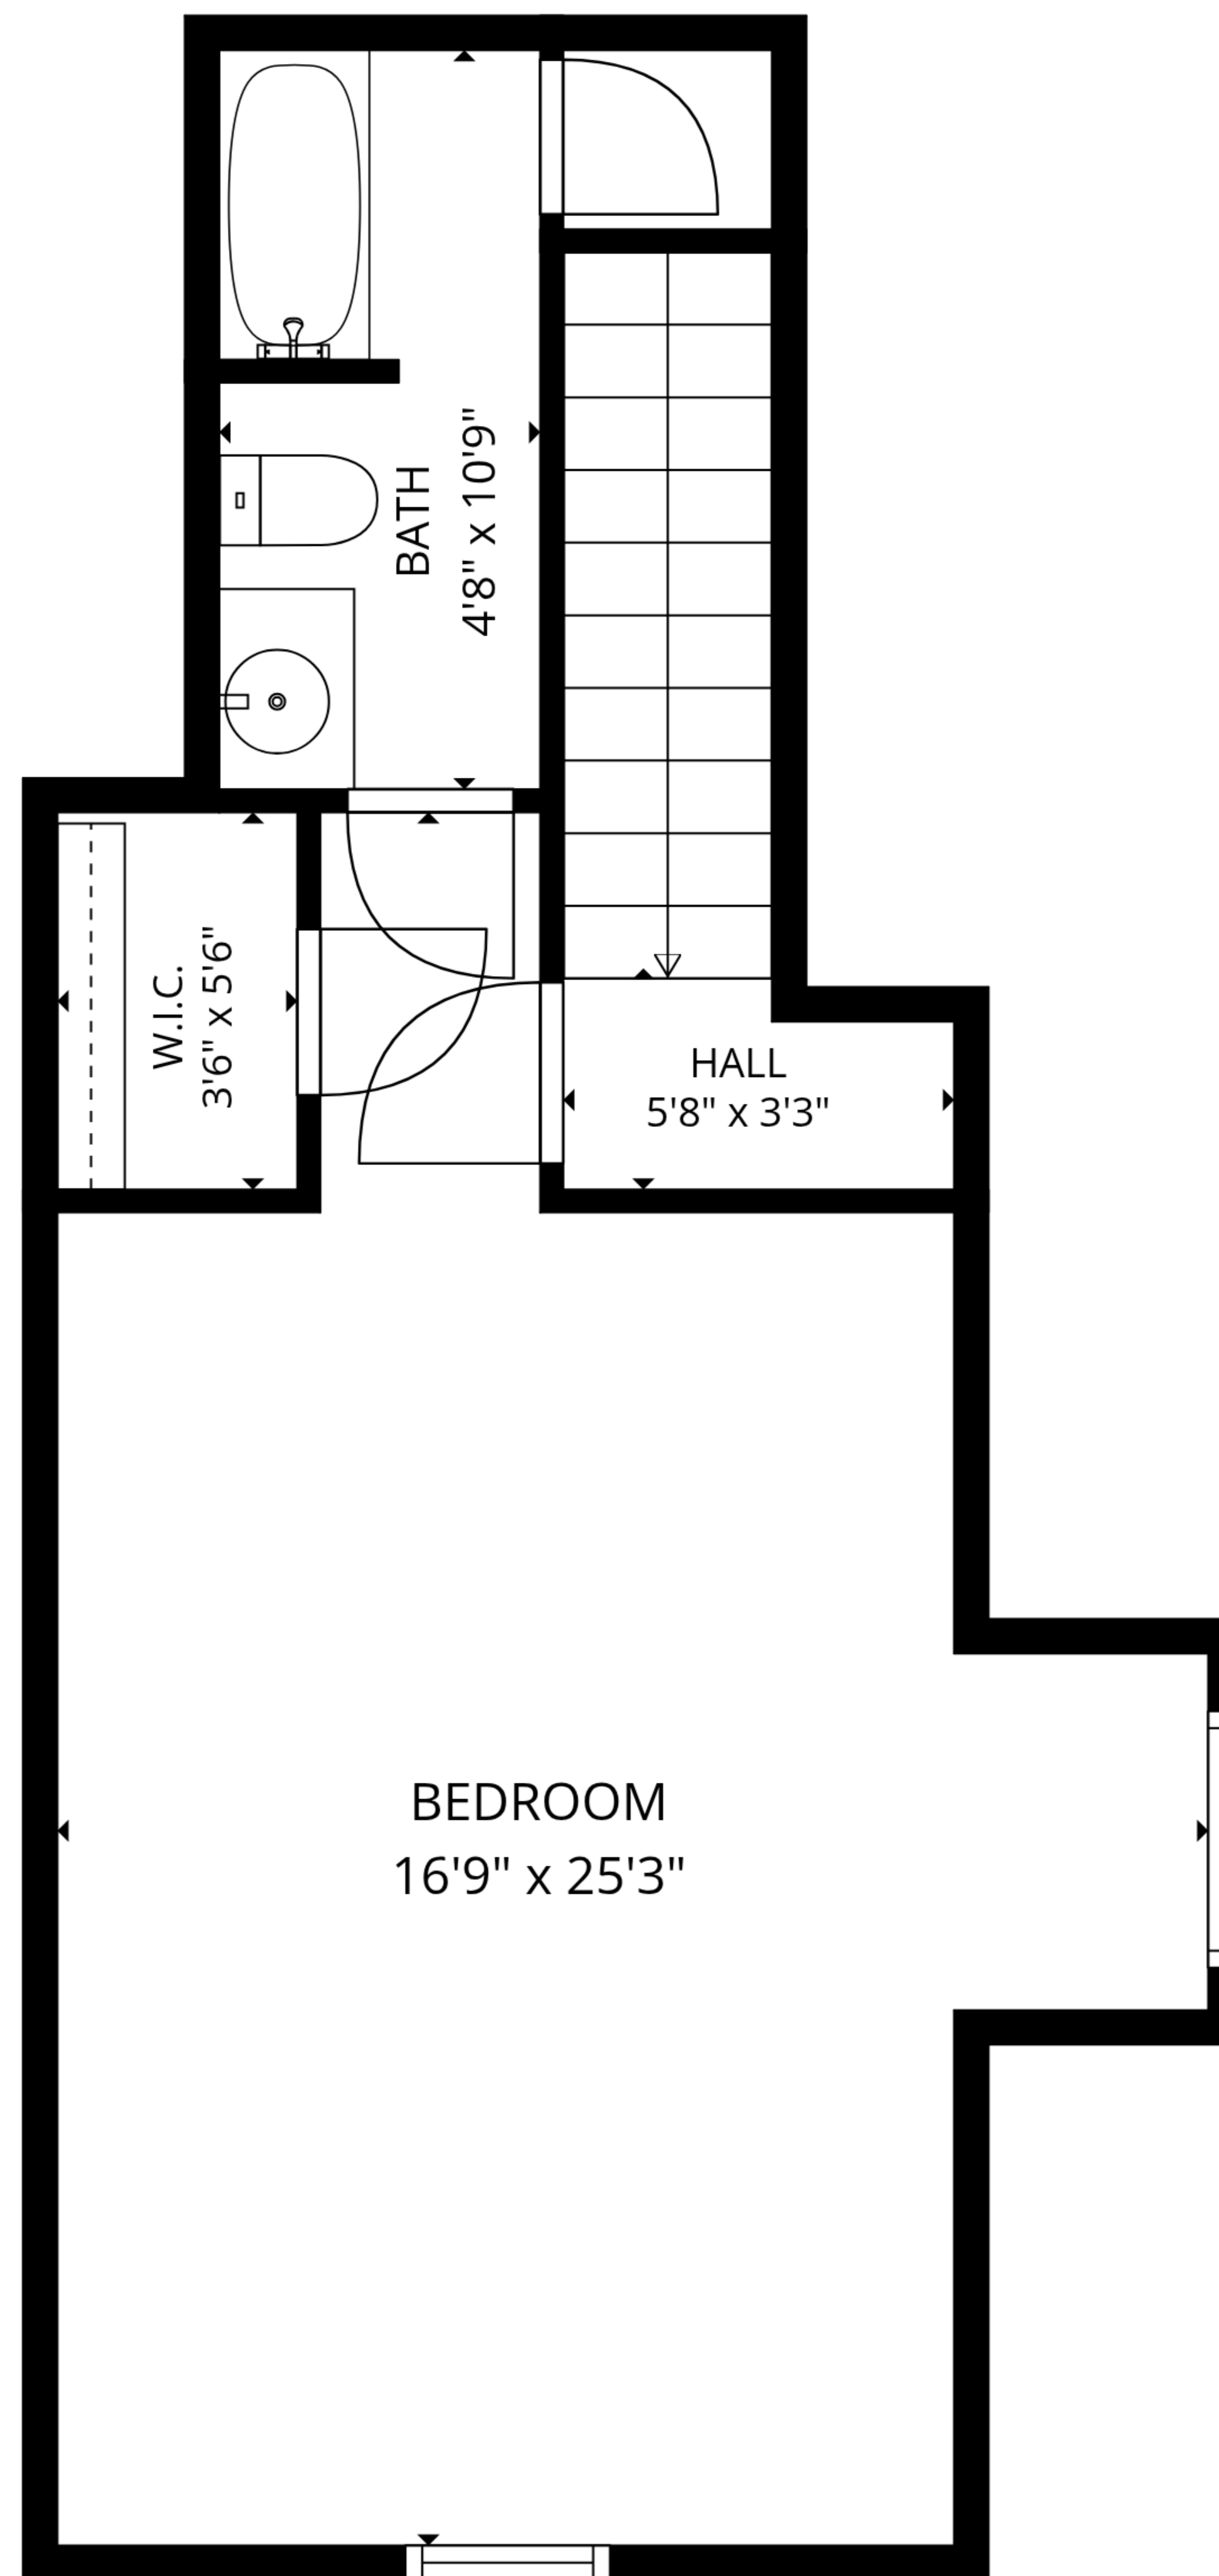 BATH
4'8" x 10'9"
W.I.C.
3'6" x 5'6"
HALL
5'8" x 3'3"
BEDROOM
16'9" x 25'3"